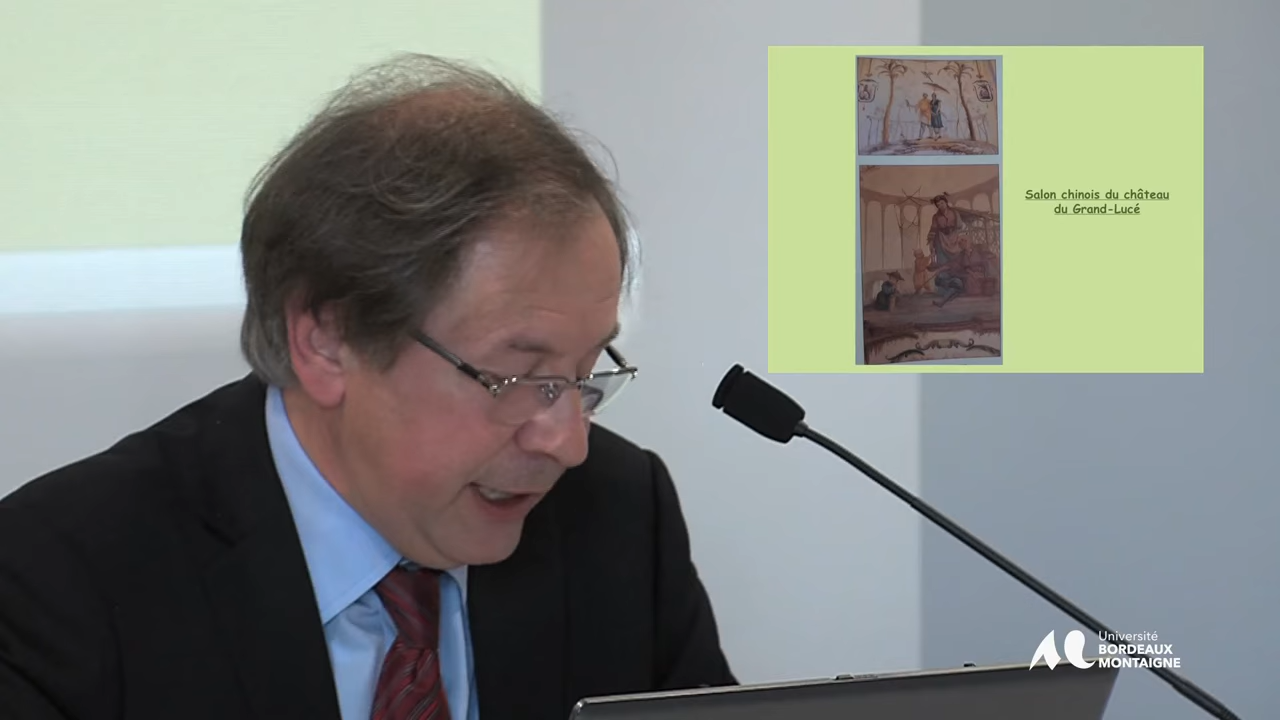 Salon chinois du château
du Grand-Lucé
Université
BORDEAUX
MONTAIGNE